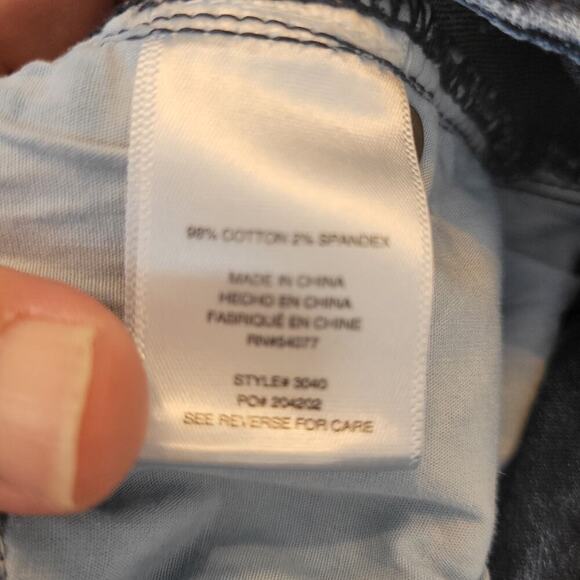 98% COTTON 2% SPANDEX
MADE IN CHINA
HECHO EN CHINA
FABRIQUÉ EN CHINE
RN#54077
STYLE# 3040
PO# 204202
SEE REVERSE FOR CARE